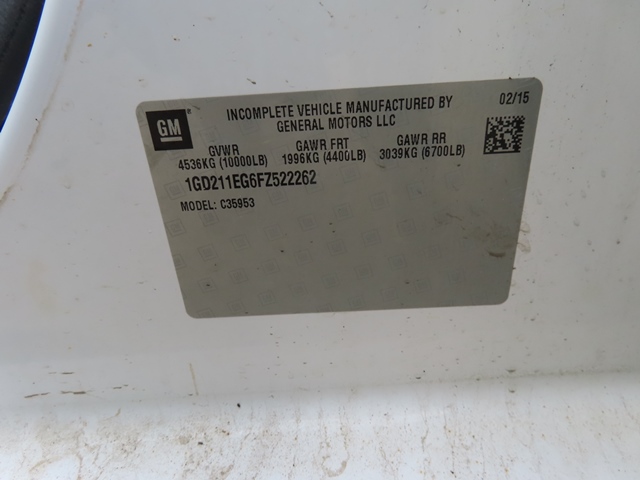 GM
INCOMPLETE VEHICLE MANUFACTURED BY
GENERAL MOTORS LLC
02/15
GVWR GAWR FRT GAWR RR
4536KG (10000LB) 1996KG (4400LB) 3039KG (6700LB)
1GD211EG6FZ522262
MODEL: C35953